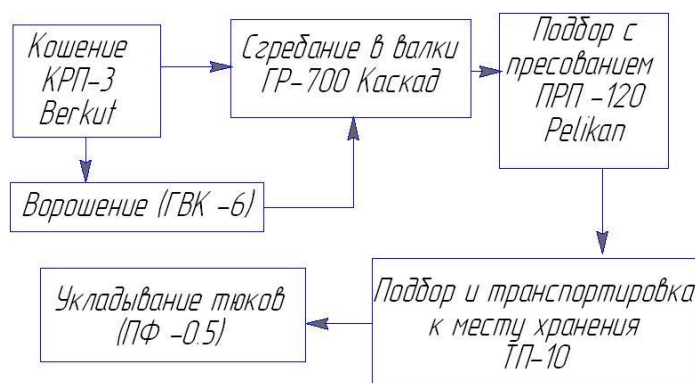 Кошение
КРП-3
Berkut
Сгребание в валки
ГР-700 Каскад
Подбор с
пресованием
ПРП -120
Pelikan
Ворошение (ГВК -6)
Укладывание тюков
(ПФ -0.5)
Подбор и транспортировка
к месту хранения
ТП-10